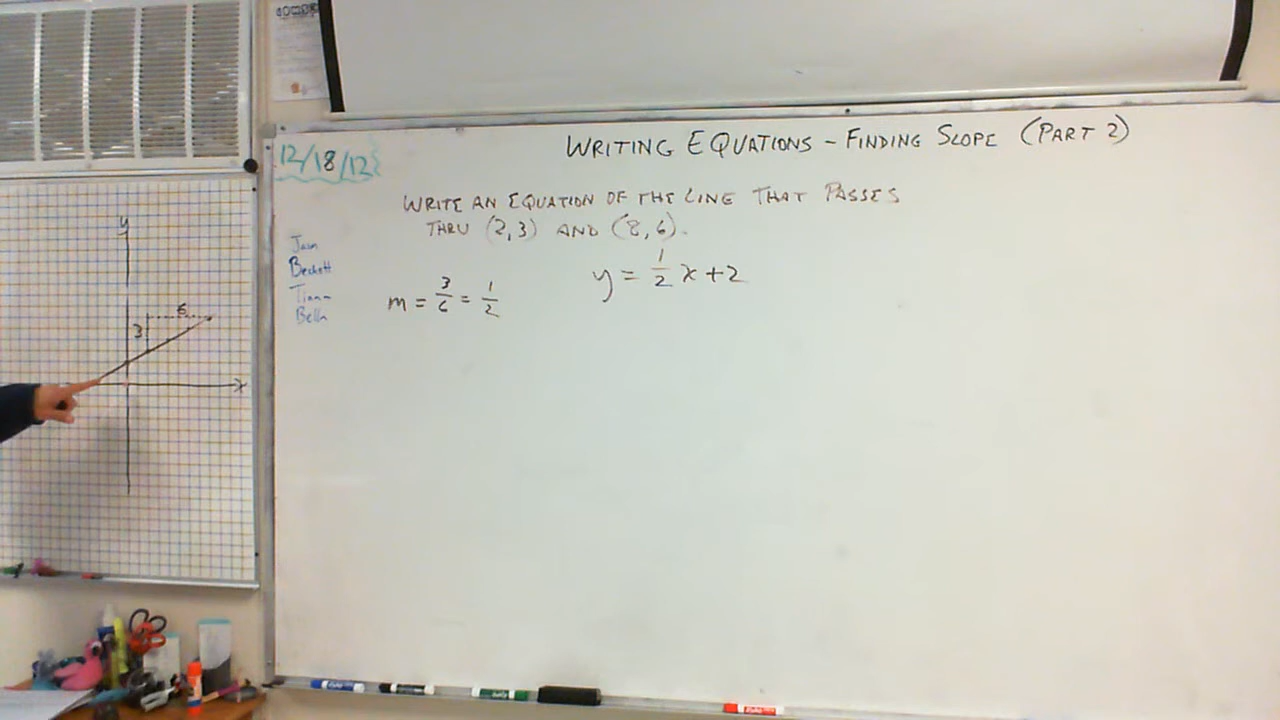 WRITING EQUATIONS - FINDING SLOPE (PART 2)
12/18/12
WRITE AN EQUATION OF THE LINE THAT PASSES
THRU (2,3) AND (8,6).
y = 1/2 x + 2
m = 3/6 = 1/2
Beckett
y
6
3
x